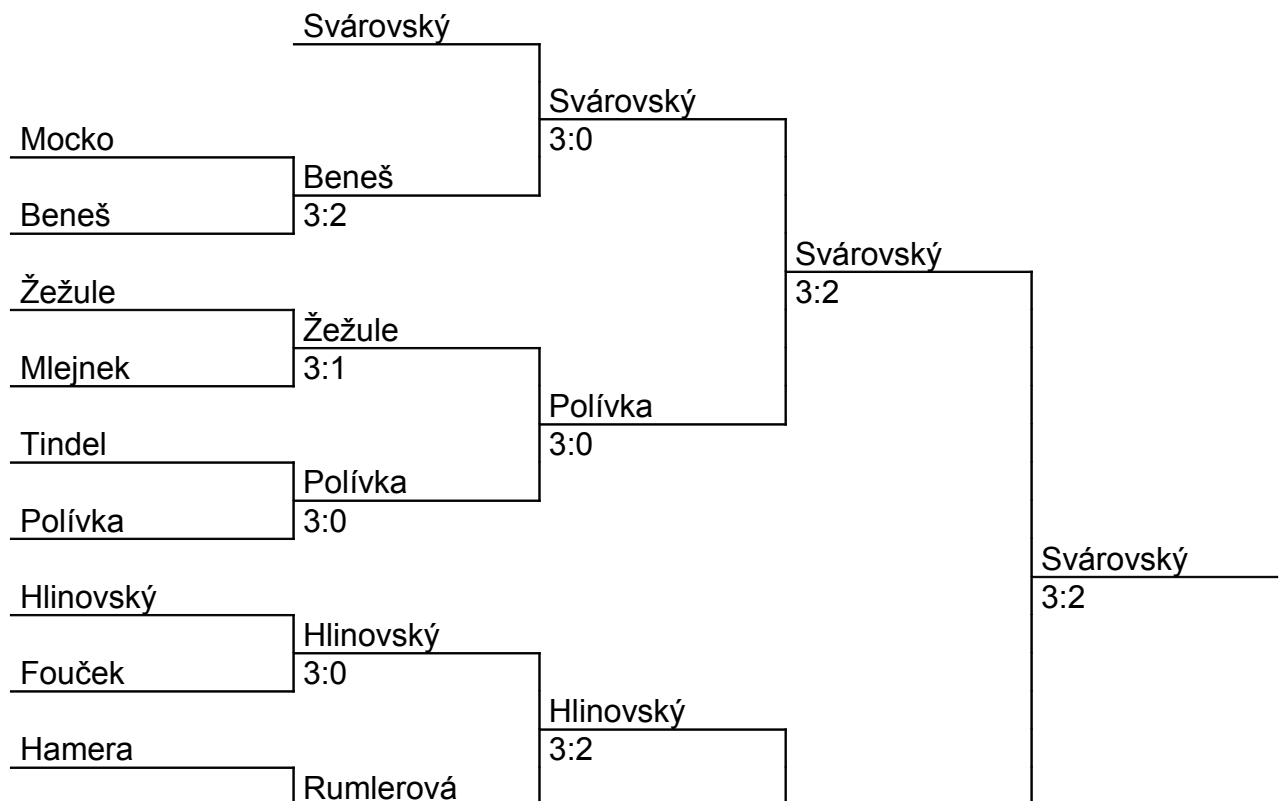 Svárovský
Svárovský
3:0
Mocko
Beneš
3:2
Beneš
Svárovský
3:2
Žežule
Žežule
3:1
Mlejnek
Polívka
3:0
Tindel
Polívka
3:0
Polívka
Svárovský
3:2
Hlinovský
Hlinovský
3:0
Fouček
Hlinovský
3:2
Hamera
Rumlerová